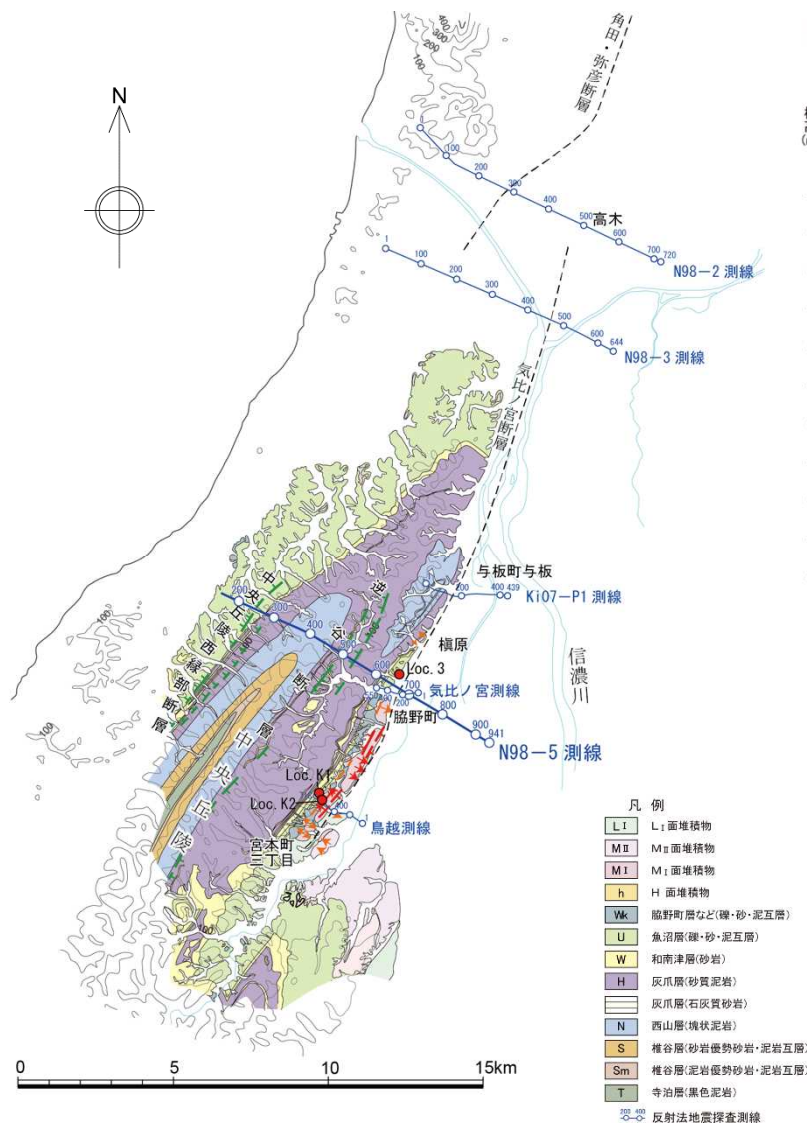 400
300
200
100
N
角田・弥彦断層
1
100
200
300
400
500
600
700
720
高木
N98-2 測線
1
100
200
300
400
500
600
644
N98-3 測線
100
気比ノ宮断層
与板町与板
200
400
439
Ki07-P1 測線
中央丘陵西縁部断層
逆谷断層
200
300
400
500
600
槇原
Loc. 3
550
200
700
気比ノ宮測線
脇野町
800
900
941
N98-5 測線
信濃川
100
中央丘陵
Loc. K1
Loc. K2
鳥越測線
宮本町
三丁目
100
0
5
10
15km
凡 例
LⅠ LⅠ面堆積物
MⅡ MⅡ面堆積物
MⅠ MⅠ面堆積物
h H 面堆積物
Wk 脇野町層など(礫・砂・泥互層)
U 魚沼層(礫・砂・泥互層)
W 和南津層(砂岩)
H 灰爪層(砂質泥岩)
灰爪層(石灰質砂岩)
N 西山層(塊状泥岩)
S 椎谷層(砂岩優勢砂岩・泥岩互層)
Sm 椎谷層(泥岩優勢砂岩・泥岩互層)
T 寺泊層(黒色泥岩)
200 400 反射法地震探査測線